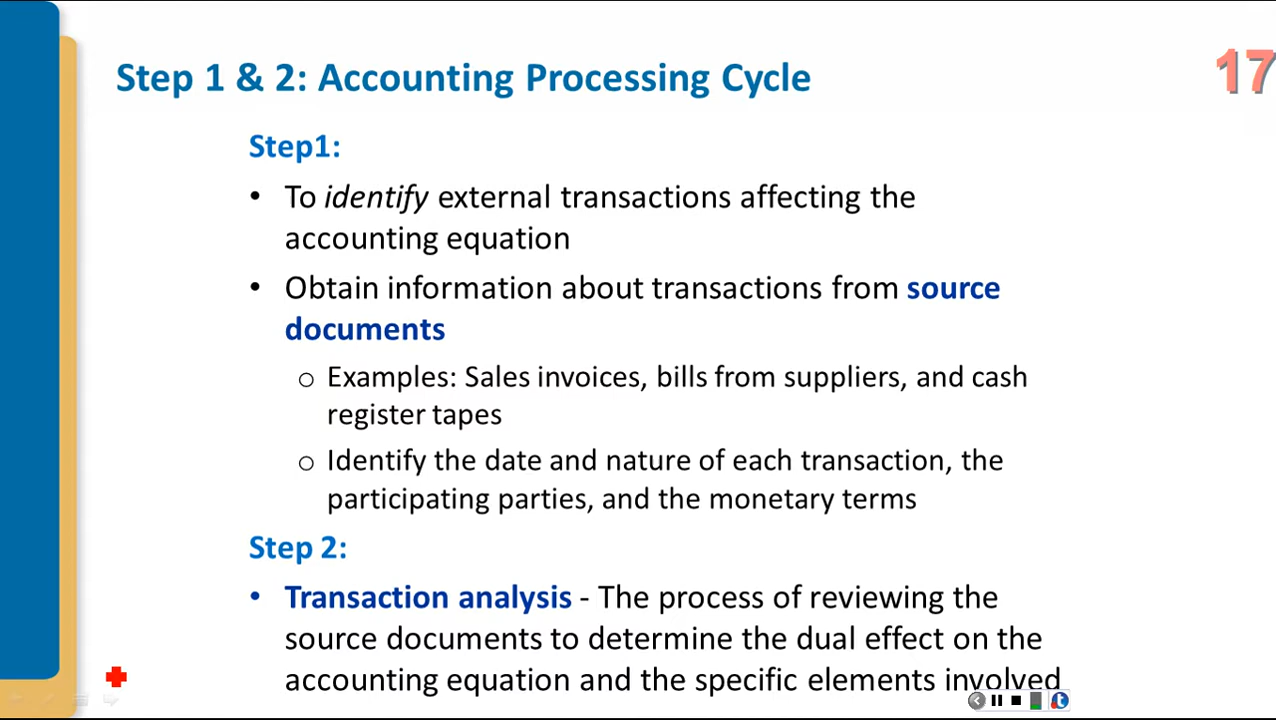 Step 1 & 2: Accounting Processing Cycle
17
Step1:
• To identify external transactions affecting the
accounting equation
• Obtain information about transactions from source
documents
o Examples: Sales invoices, bills from suppliers, and cash
register tapes
o Identify the date and nature of each transaction, the
participating parties, and the monetary terms
Step 2:
• Transaction analysis - The process of reviewing the
source documents to determine the dual effect on the
accounting equation and the specific elements involved
t